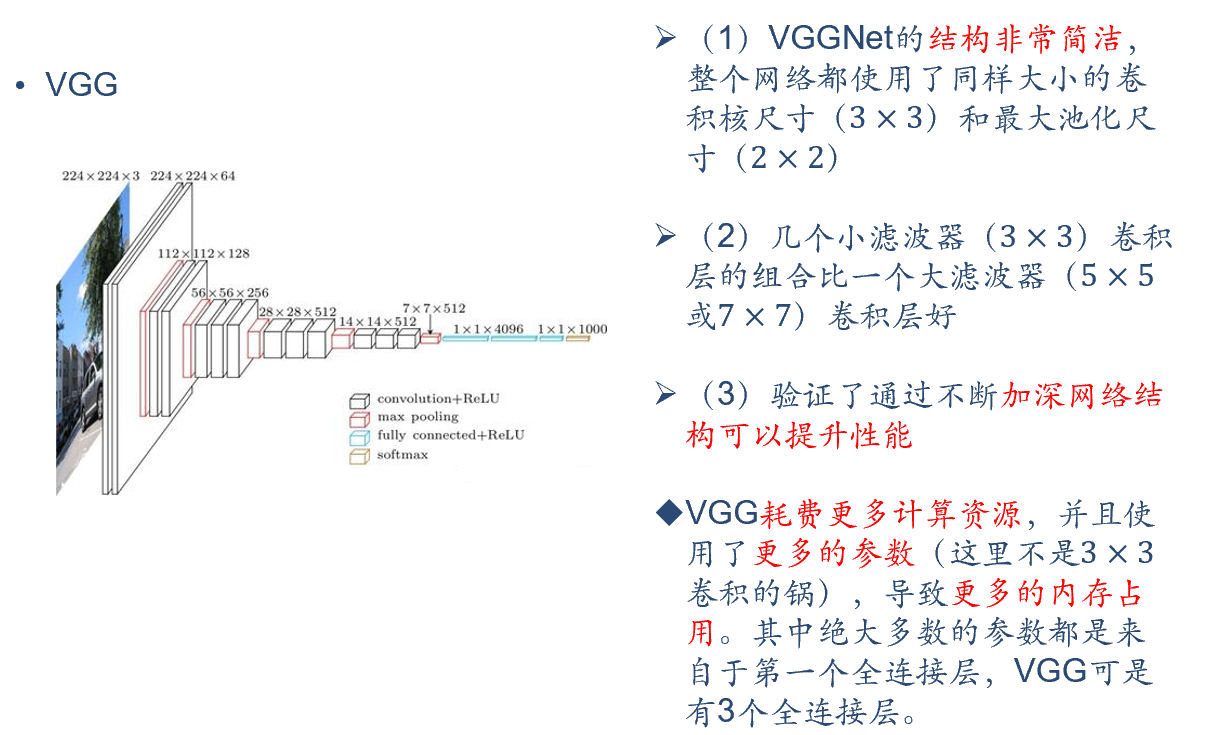 • VGG
224×224×3 224×224×64
112×112×128
56×56×256
28×28×512
14×14×512
7×7×512
1×1×4096 1×1×1000
convolution+ReLU
max pooling
fully connected+ReLU
softmax
➢（1）VGGNet的结构非常简洁，
整个网络都使用了同样大小的卷
积核尺寸（3 × 3）和最大池化尺
寸（2 × 2）
➢（2）几个小滤波器（3 × 3）卷积
层的组合比一个大滤波器（5 × 5
或7 × 7）卷积层好
➢（3）验证了通过不断加深网络结
构可以提升性能
◆VGG耗费更多计算资源，并且使
用了更多的参数（这里不是3 × 3
卷积的锅），导致更多的内存占
用。其中绝大多数的参数都是来
自于第一个全连接层，VGG可是
有3个全连接层。